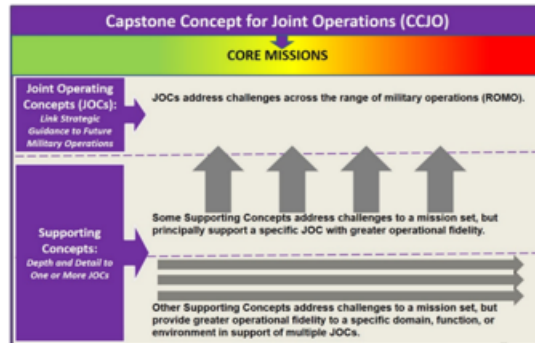 Capstone Concept for Joint Operations (CCJO)
CORE MISSIONS
Joint Operating
Concepts (JOCs):
Link Strategic
Guidance to Future
Military Operations
JOCs address challenges across the range of military operations (ROMO).
Supporting
Concepts:
Depth and Detail to
One or More JOCs
Some Supporting Concepts address challenges to a mission set, but
principally support a specific JOC with greater operational fidelity.
Other Supporting Concepts address challenges to a mission set, but
provide greater operational fidelity to a specific domain, function, or
environment in support of multiple JOCs.